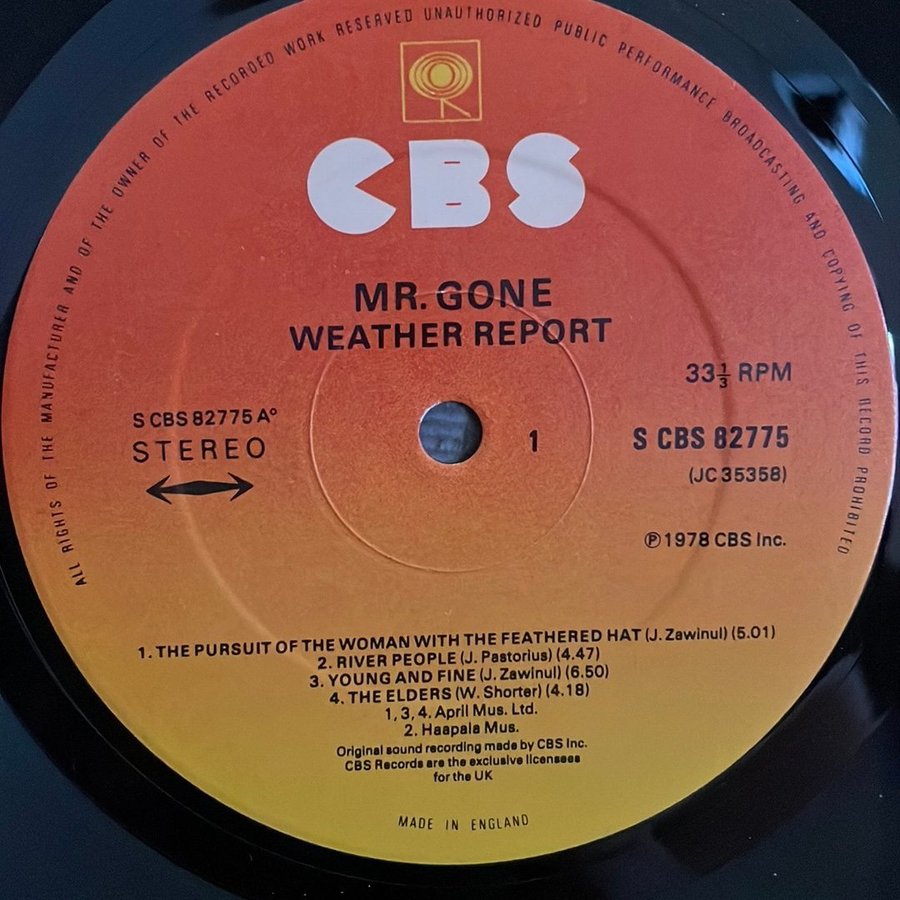 ALL RIGHTS OF THE MANUFACTURER AND OF THE OWNER OF THE RECORDED WORK RESERVED UNAUTHORIZED PUBLIC PERFORMANCE BROADCASTING AND COPYING OF THIS RECORD PROHIBITED
CBS
MR. GONE
WEATHER REPORT
33⅓ RPM
S CBS 82775 A°
STEREO
1
S CBS 82775
(JC 35358)
℗ 1978 CBS Inc.
1. THE PURSUIT OF THE WOMAN WITH THE FEATHERED HAT (J. Zawinul) (5.01)
2. RIVER PEOPLE (J. Pastorius) (4.47)
3. YOUNG AND FINE (J. Zawinul) (6.50)
4. THE ELDERS (W. Shorter) (4.18)
1, 3, 4. April Mus. Ltd.
2. Haapala Mus.
Original sound recording made by CBS Inc.
CBS Records are the exclusive licensees
for the UK
MADE IN ENGLAND